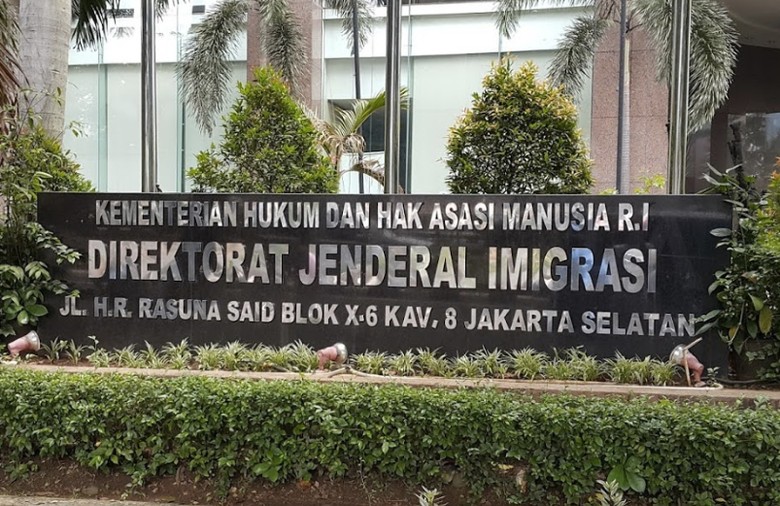 KEMENTERIAN HUKUM DAN HAK ASASI MANUSIA R.I
DIREKTORAT JENDERAL IMIGRASI
JL. H.R. RASUNA SAID BLOK X-6 KAV, 8 JAKARTA SELATAN